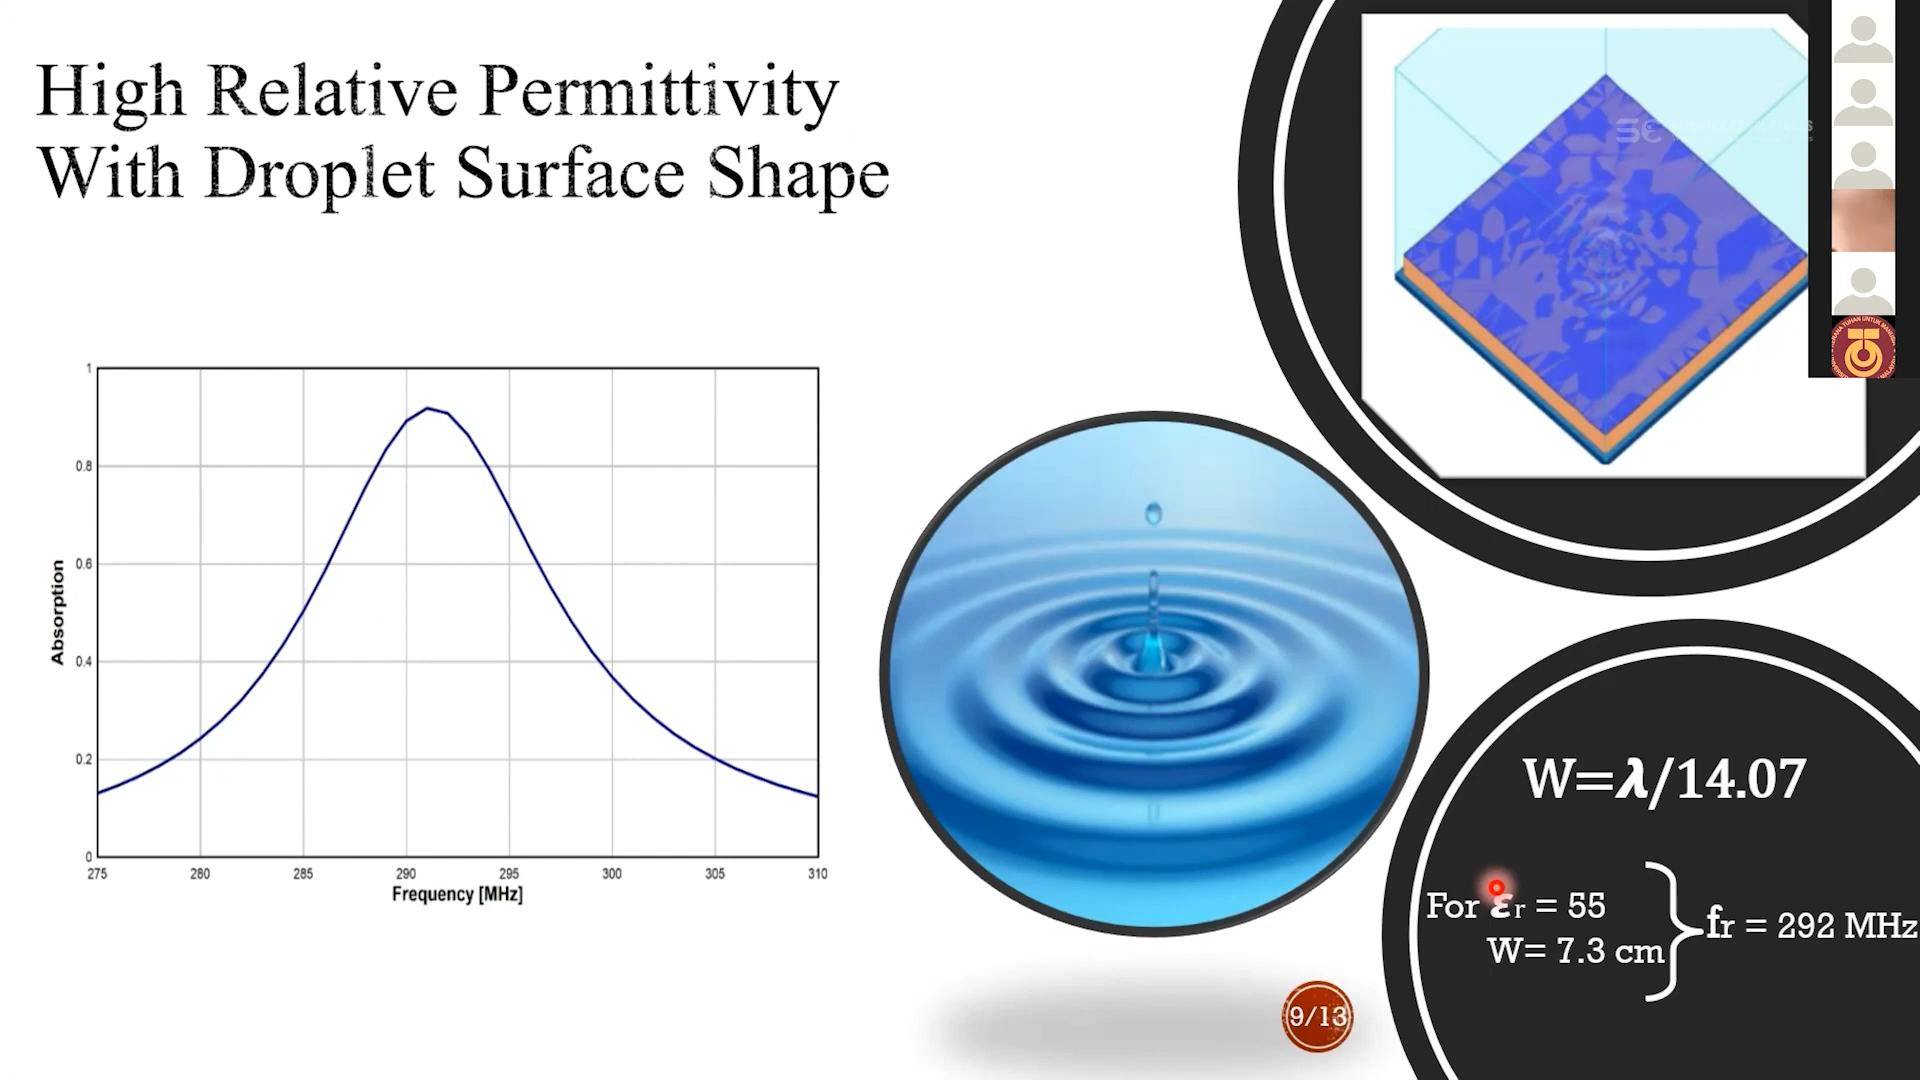 High Relative Permittivity
With Droplet Surface Shape
1
0.8
0.6
0.4
0.2
0
Absorption
275 280 285 290 295 300 305 310
Frequency [MHz]
W=λ/14.07
For εr = 55
W= 7.3 cm
fr = 292 MHz
9/13